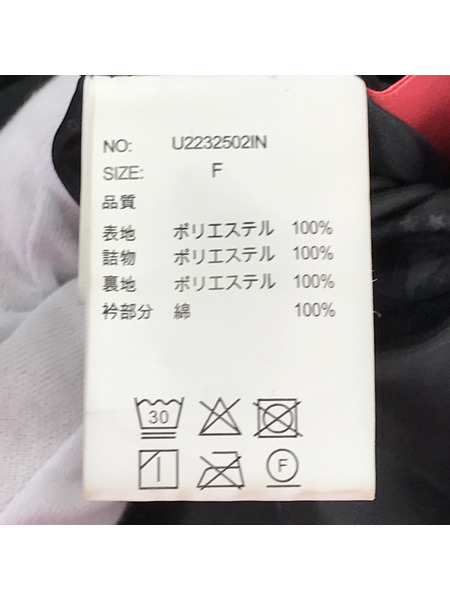 NO: U2232502IN
SIZE: F
品質
表地 ポリエステル 100%
詰物 ポリエステル 100%
裏地 ポリエステル 100%
衿部分 綿 100%
30
F